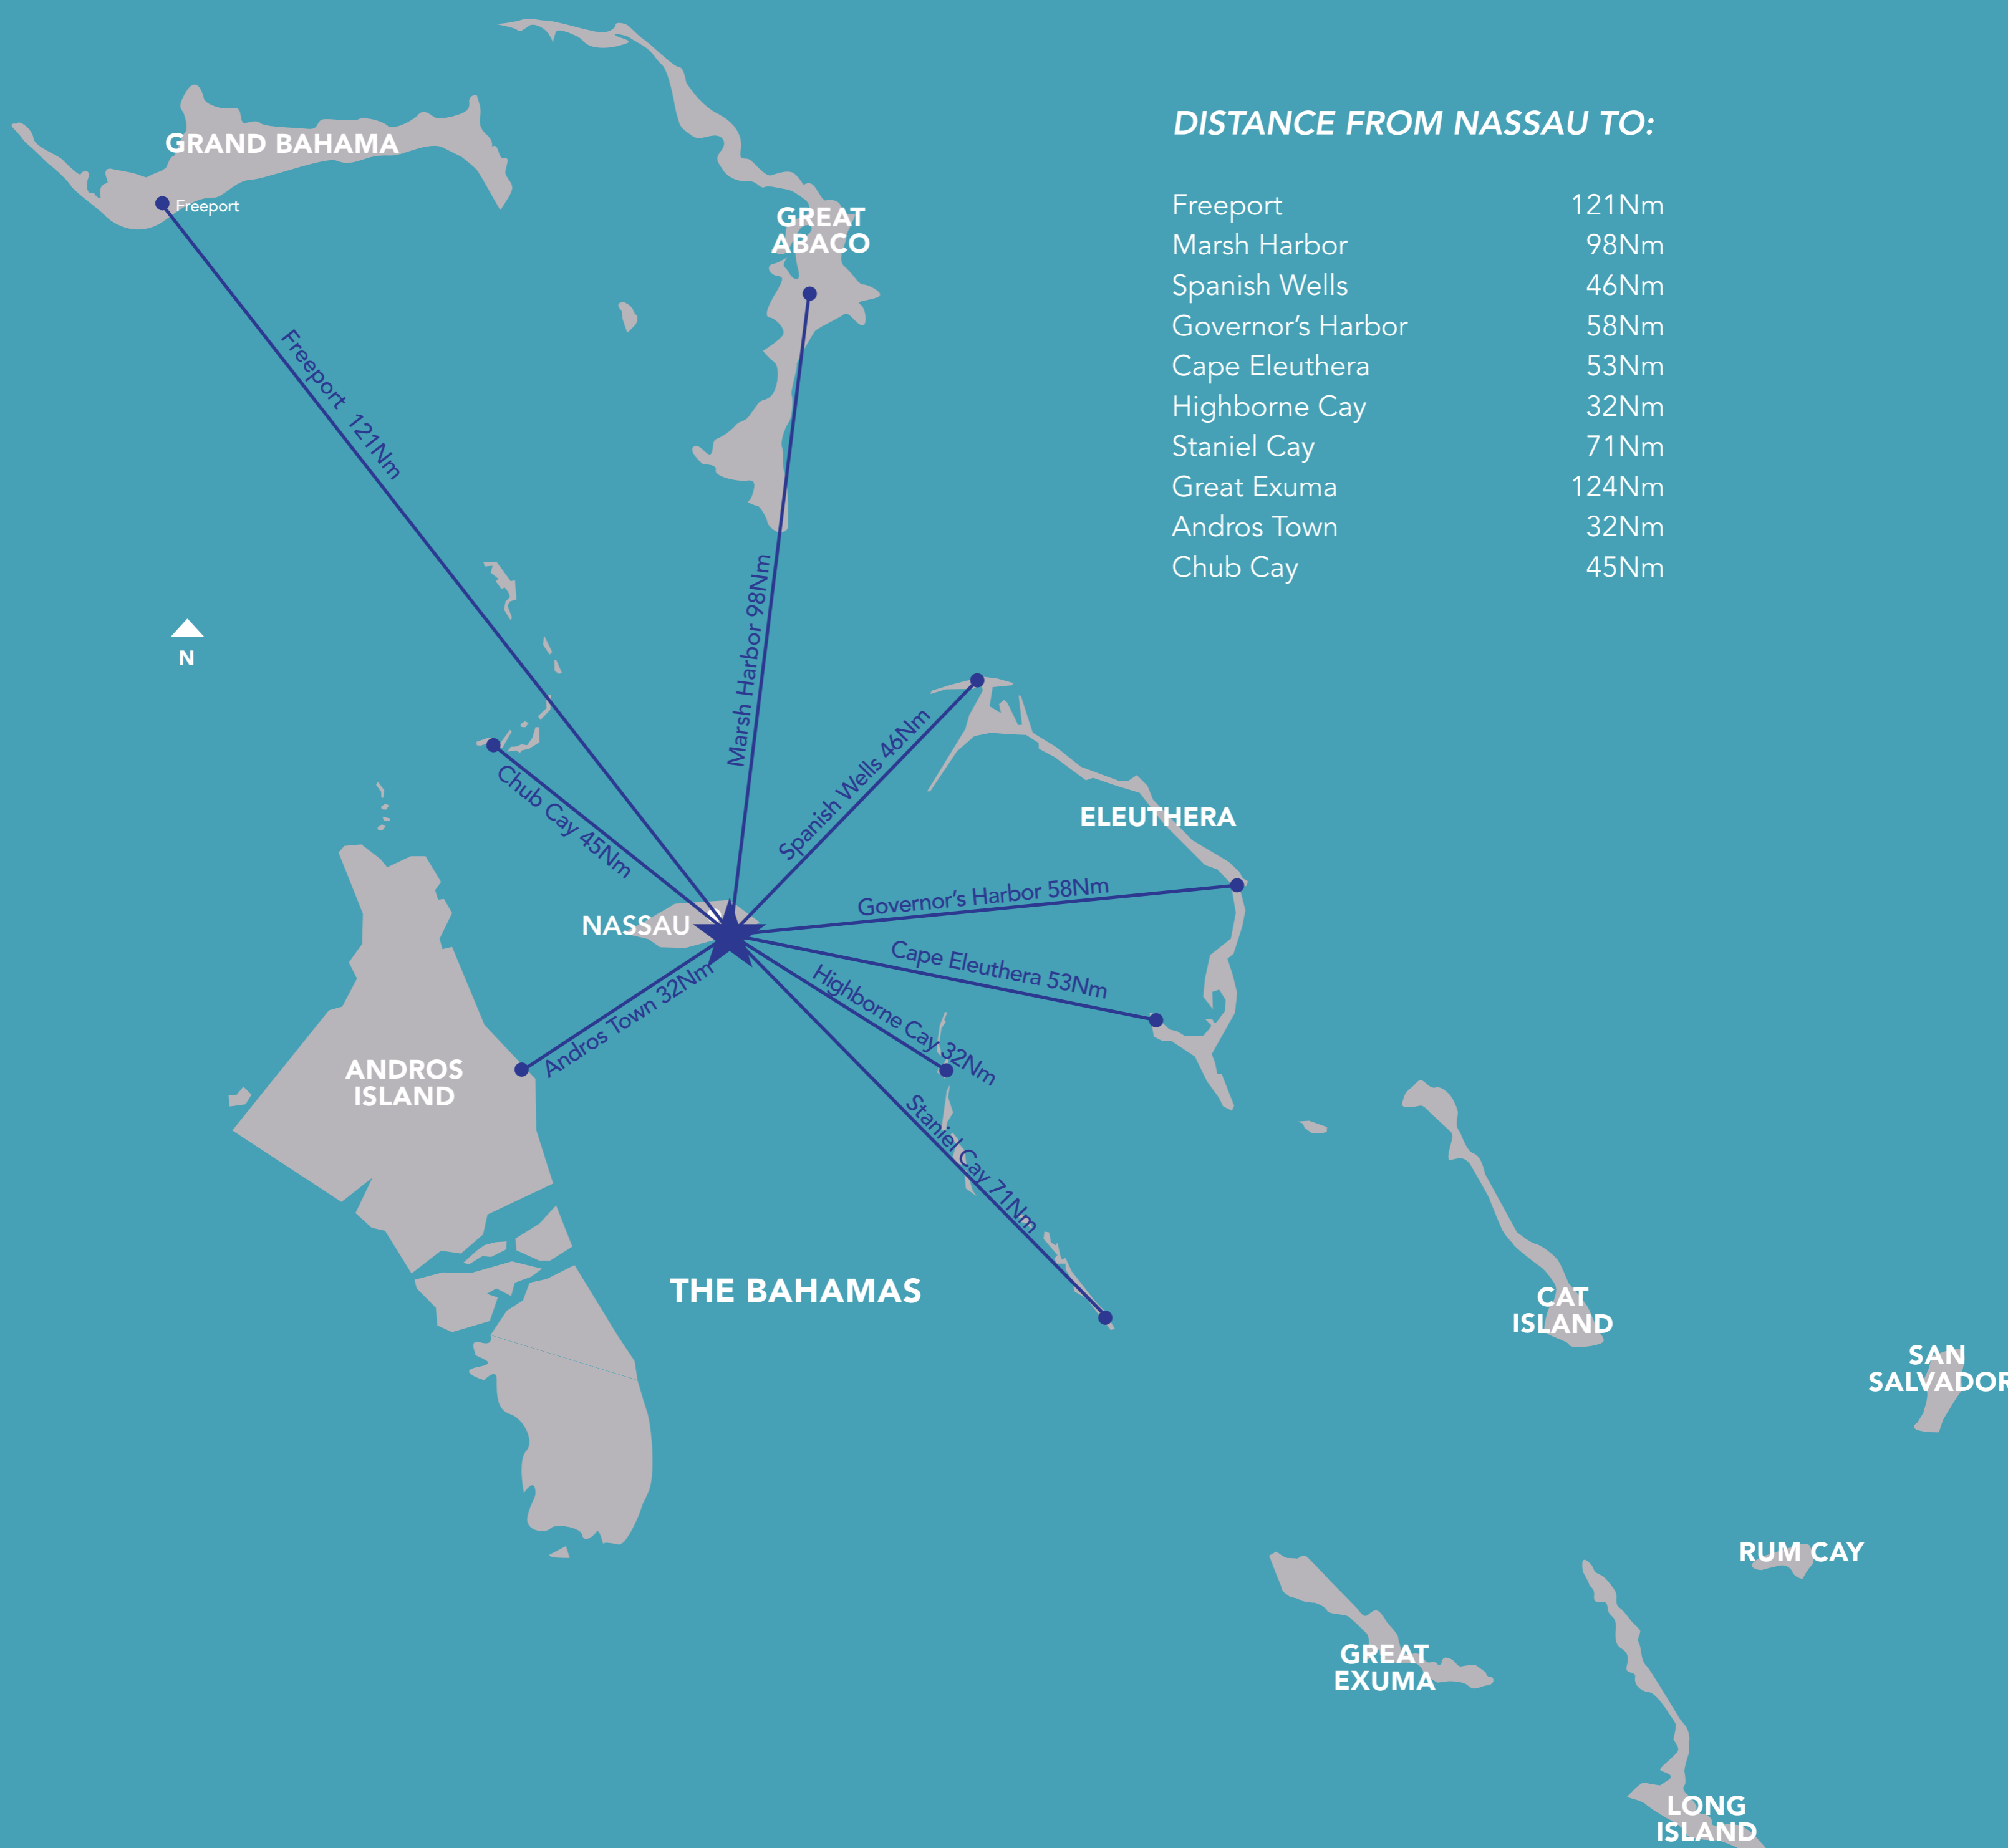 DISTANCE FROM NASSAU TO:
Freeport 121Nm
Marsh Harbor 98Nm
Spanish Wells 46Nm
Governor’s Harbor 58Nm
Cape Eleuthera 53Nm
Highborne Cay 32Nm
Staniel Cay 71Nm
Great Exuma 124Nm
Andros Town 32Nm
Chub Cay 45Nm
GRAND BAHAMA
Freeport
GREAT
ABACO
Freeport 121Nm
Marsh Harbor 98Nm
N
Spanish Wells 46Nm
Chub Cay 45Nm
ELEUTHERA
Governor’s Harbor 58Nm
NASSAU
Cape Eleuthera 53Nm
Highborne Cay 32Nm
Andros Town 32Nm
ANDROS
ISLAND
Staniel Cay 71Nm
THE BAHAMAS
CAT
ISLAND
SAN
SALVADOR
RUM CAY
GREAT
EXUMA
LONG
ISLAND